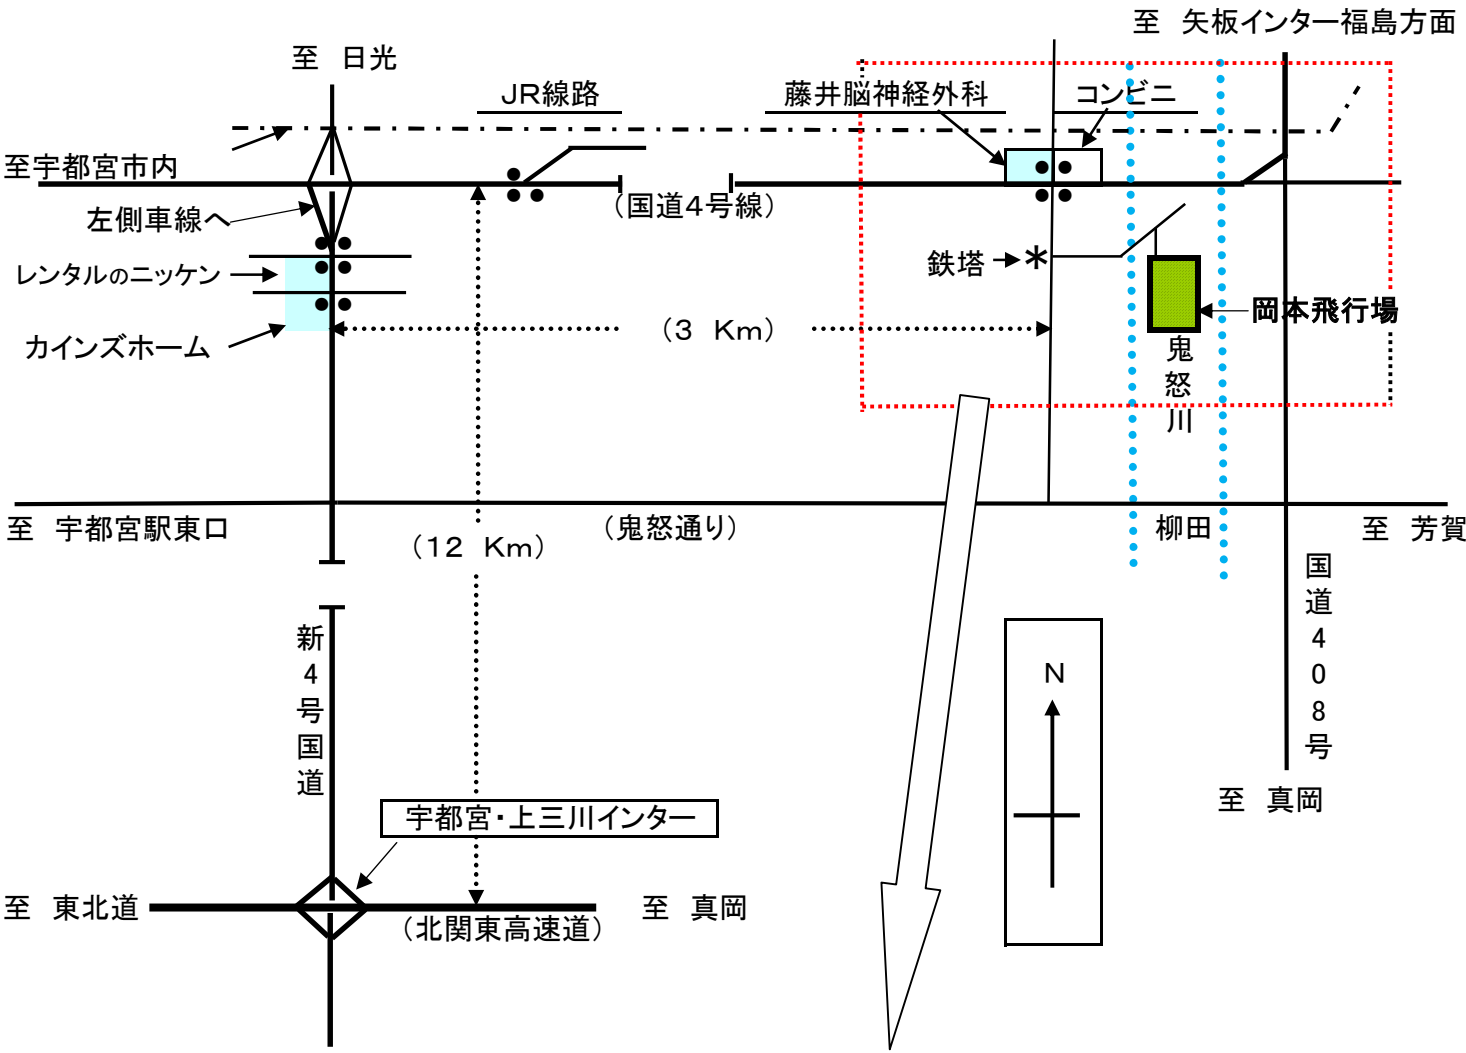 至　矢板インター福島方面
至　日光
JR線路
藤井脳神経外科
コンビニ
至宇都宮市内
(国道4号線)
左側車線へ
レンタルのニッケン
鉄塔
カインズホーム
(3 Km)
岡本飛行場
鬼怒川
至　宇都宮駅東口
(12 Km)
(鬼怒通り)
柳田
至　芳賀
国道408号
新4号国道
N
至　真岡
宇都宮・上三川インター
至　東北道
(北関東高速道)
至　真岡